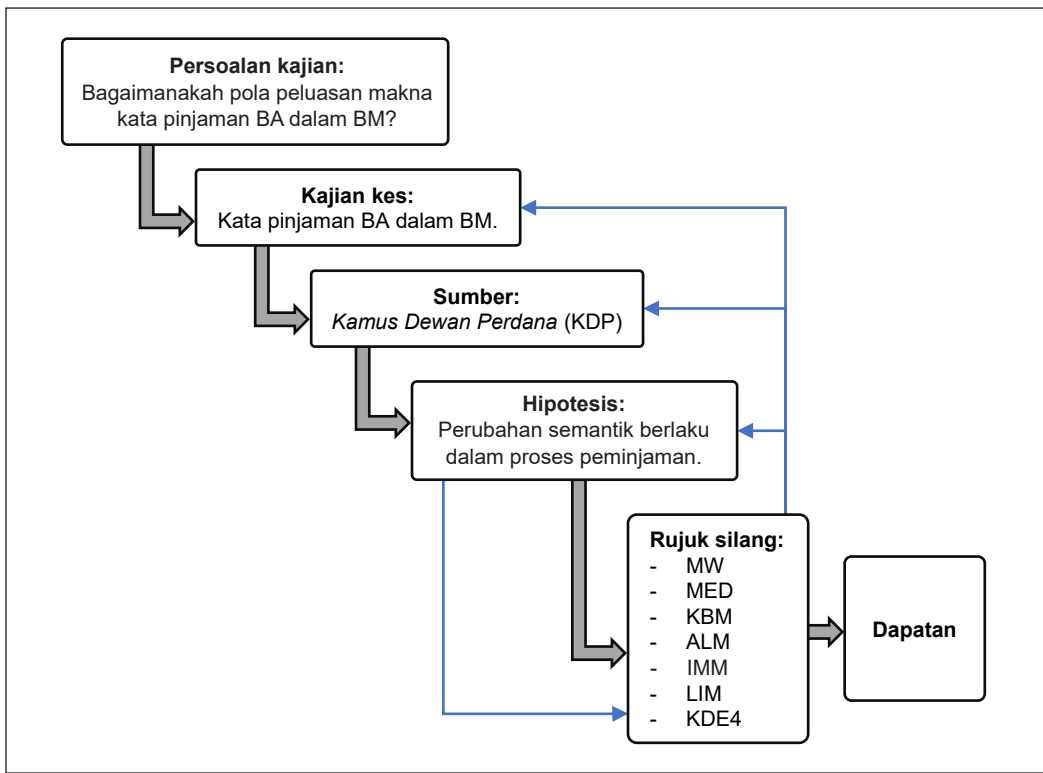 Persoalan kajian:
Bagaimanakah pola peluasan makna
kata pinjaman BA dalam BM?
Kajian kes:
Kata pinjaman BA dalam BM.
Sumber:
Kamus Dewan Perdana (KDP)
Hipotesis:
Perubahan semantik berlaku
dalam proses peminjaman.
Rujuk silang:
- MW
- MED
- KBM
- ALM
- IMM
- LIM
- KDE4
Dapatan